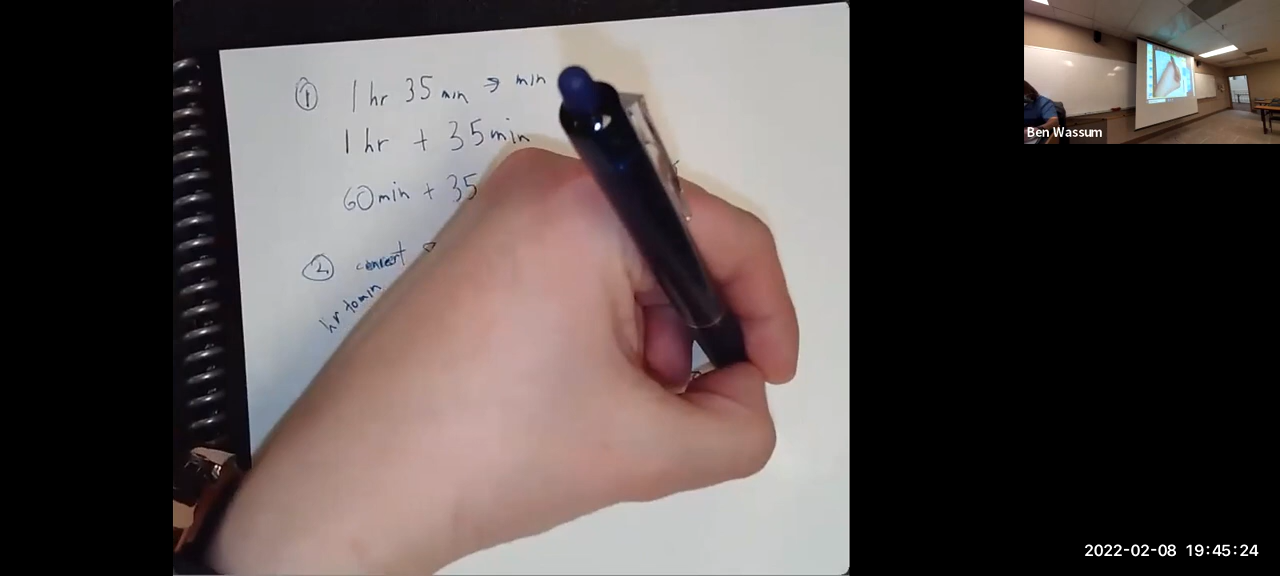 ① 1 hr 35 min → min
1 hr + 35 min
60 min + 35
② convert
hr to min
Ben Wassum
2022-02-08 19:45:24